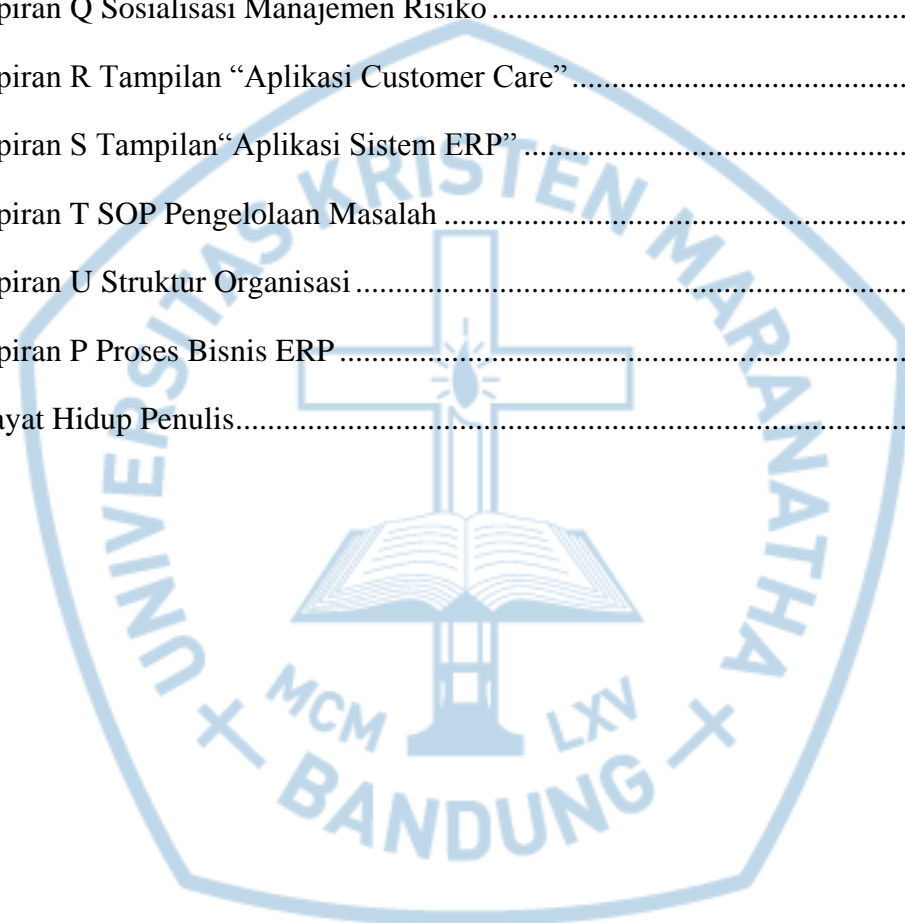 piran Q Sosialisasi Manajemen Risiko ........................................................
piran R Tampilan “Aplikasi Customer Care” .............................................
piran S Tampilan“Aplikasi Sistem ERP” ...................................................
piran T SOP Pengelolaan Masalah ..............................................................
piran U Struktur Organisasi .........................................................................
piran P Proses Bisnis ERP ...........................................................................
ayat Hidup Penulis.........................................................................................
UNIVERSITAS KRISTEN MARANATHA
MCM LXV
BANDUNG